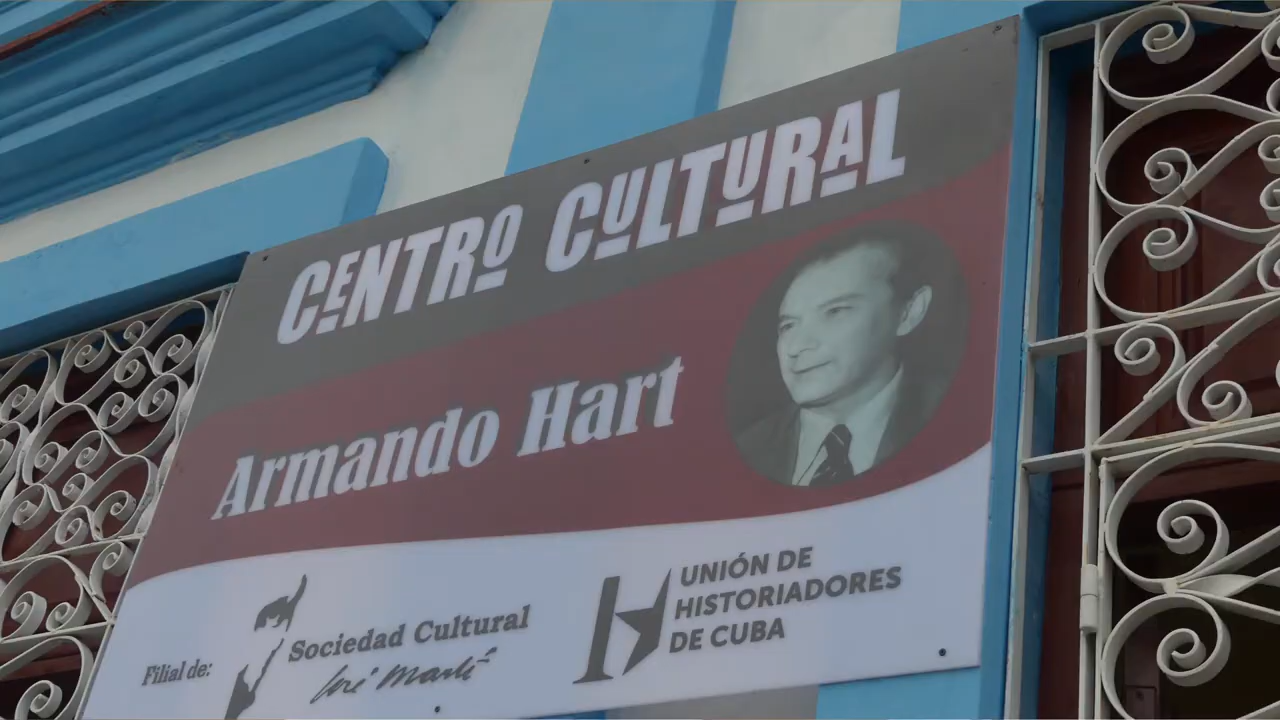 CENTRO CULTURAL
Armando Hart
Filial de:
Sociedad Cultural
José Martí
UNIÓN DE
HISTORIADORES
DE CUBA